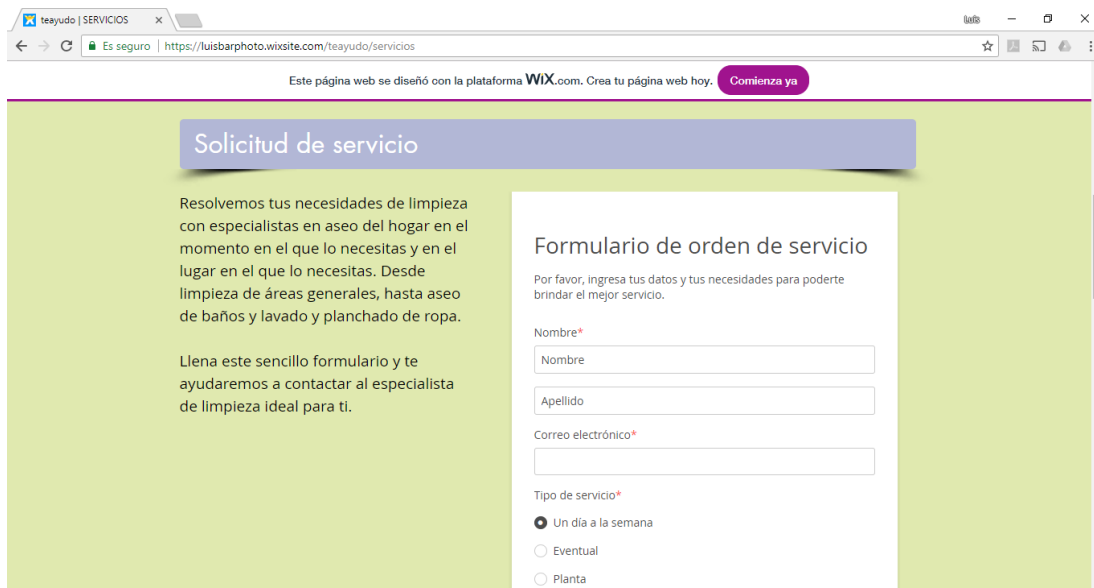 teayudo | SERVICIOS
Luis
Es seguro | https://luisbarphoto.wixsite.com/teayudo/servicios
Este página web se diseñó con la plataforma WiX.com. Crea tu página web hoy. Comienza ya
Solicitud de servicio
Resolvemos tus necesidades de limpieza
con especialistas en aseo del hogar en el
momento en el que lo necesitas y en el
lugar en el que lo necesitas. Desde
limpieza de áreas generales, hasta aseo
de baños y lavado y planchado de ropa.
Llena este sencillo formulario y te
ayudaremos a contactar al especialista
de limpieza ideal para ti.
Formulario de orden de servicio
Por favor, ingresa tus datos y tus necesidades para poderte
brindar el mejor servicio.
Nombre*
Nombre
Apellido
Correo electrónico*
Tipo de servicio*
Un día a la semana
Eventual
Planta